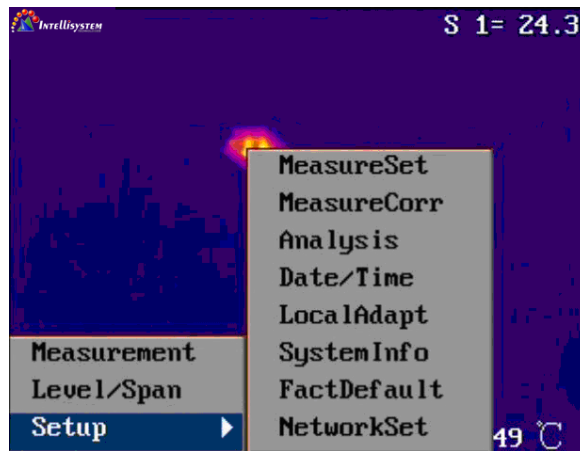 INTELLISYSTEM
S 1= 24.3
MeasureSet
MeasureCorr
Analysis
Date/Time
LocalAdapt
SystemInfo
FactDefault
NetworkSet
Measurement
Level/Span
Setup
49 ℃